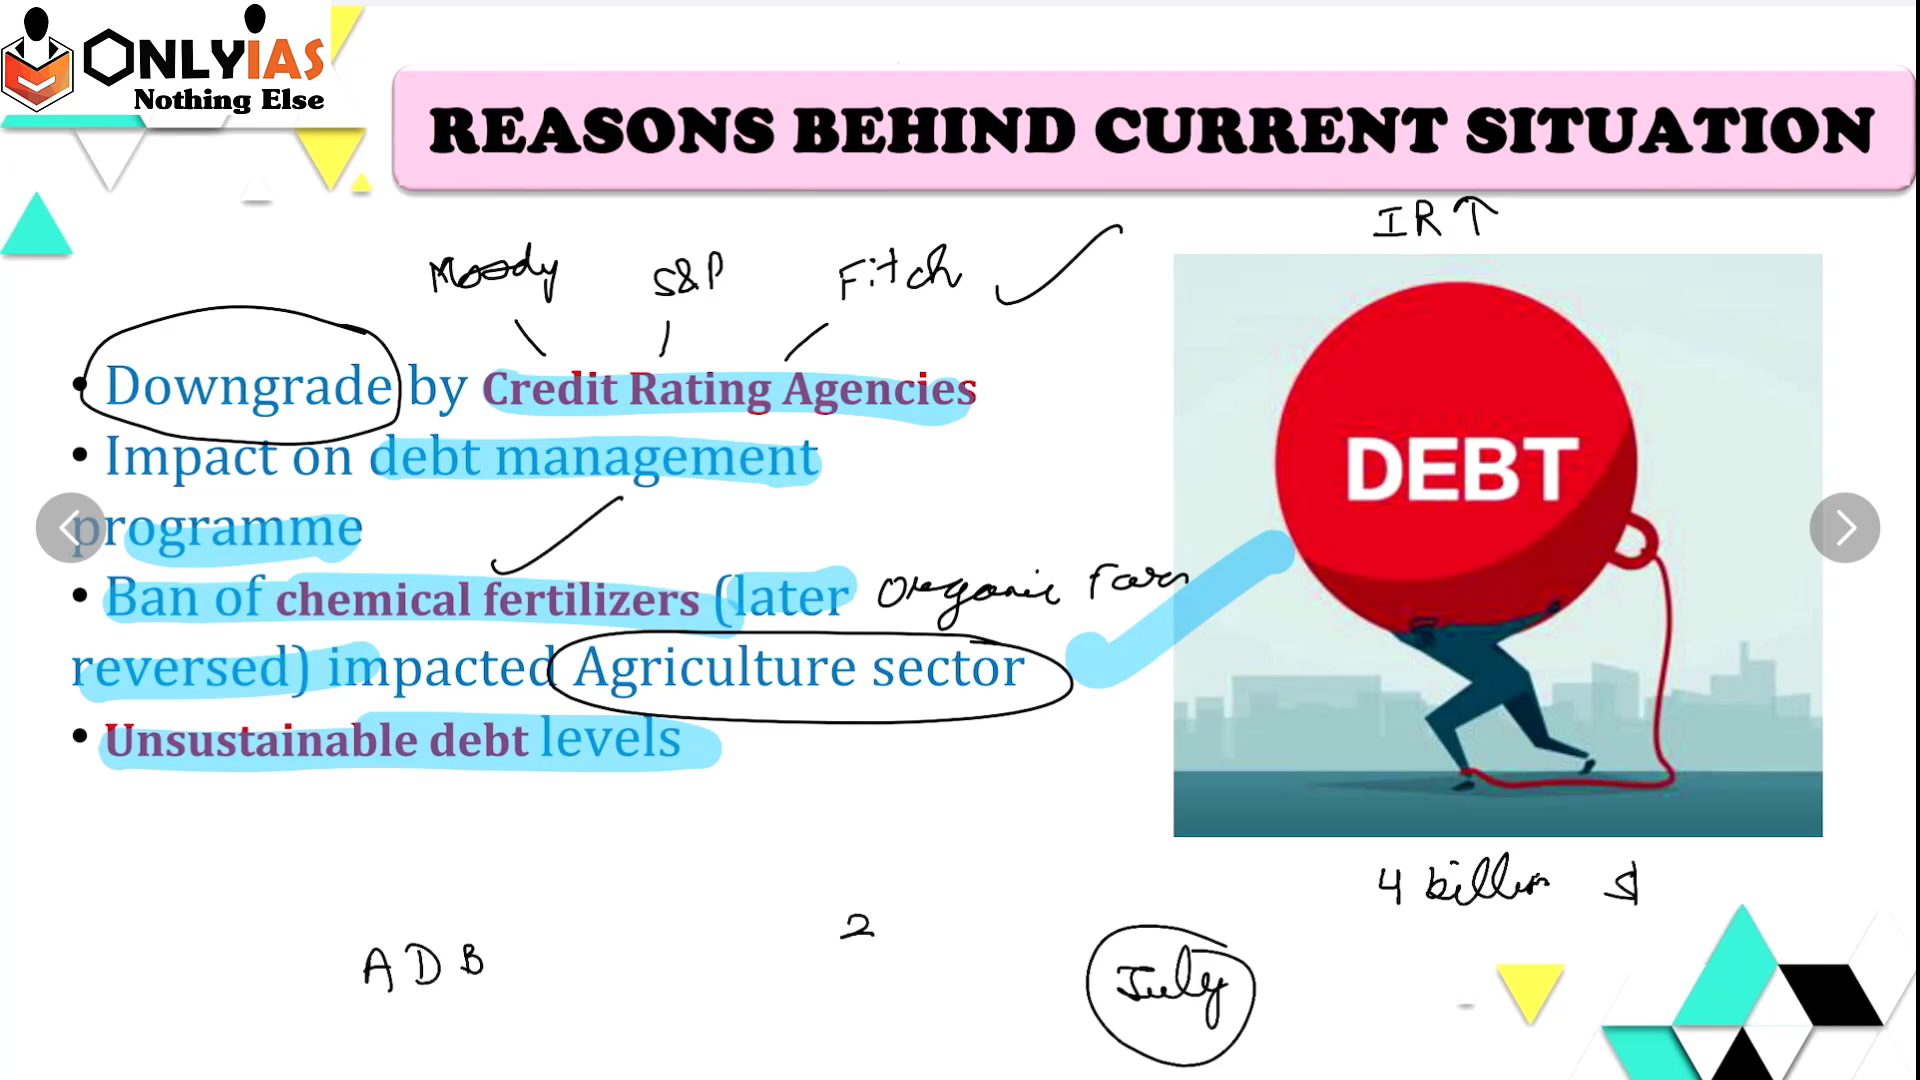 ONLYIAS
Nothing Else
REASONS BEHIND CURRENT SITUATION
IR↑
Moody S&P Fitch
• Downgrade by Credit Rating Agencies
• Impact on debt management
programme
• Ban of chemical fertilizers (later Organic Farm
reversed) impacted Agriculture sector
• Unsustainable debt levels
DEBT
4 billion $
2
ADB
July